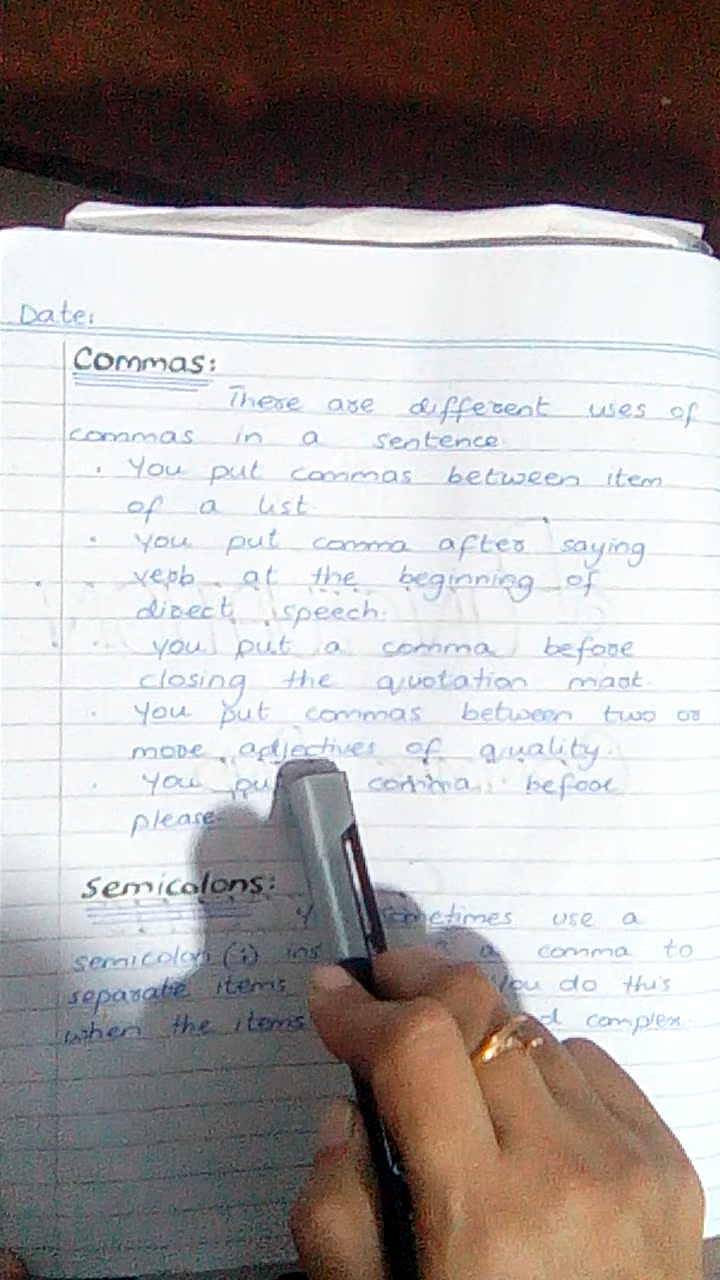 Date:
Commas:
There are different uses of
commas in a sentence.
. You put commas between item
of a list.
. You put comma after saying
verb at the beginning of
direct speech.
. you put a comma before
closing the quotation mark.
. You put commas between two or
more adjectives of quality.
. You put comma before
please
Semicolons:
sometimes use a
semicolon (;) a comma to
separate items You do this
when the items complex.